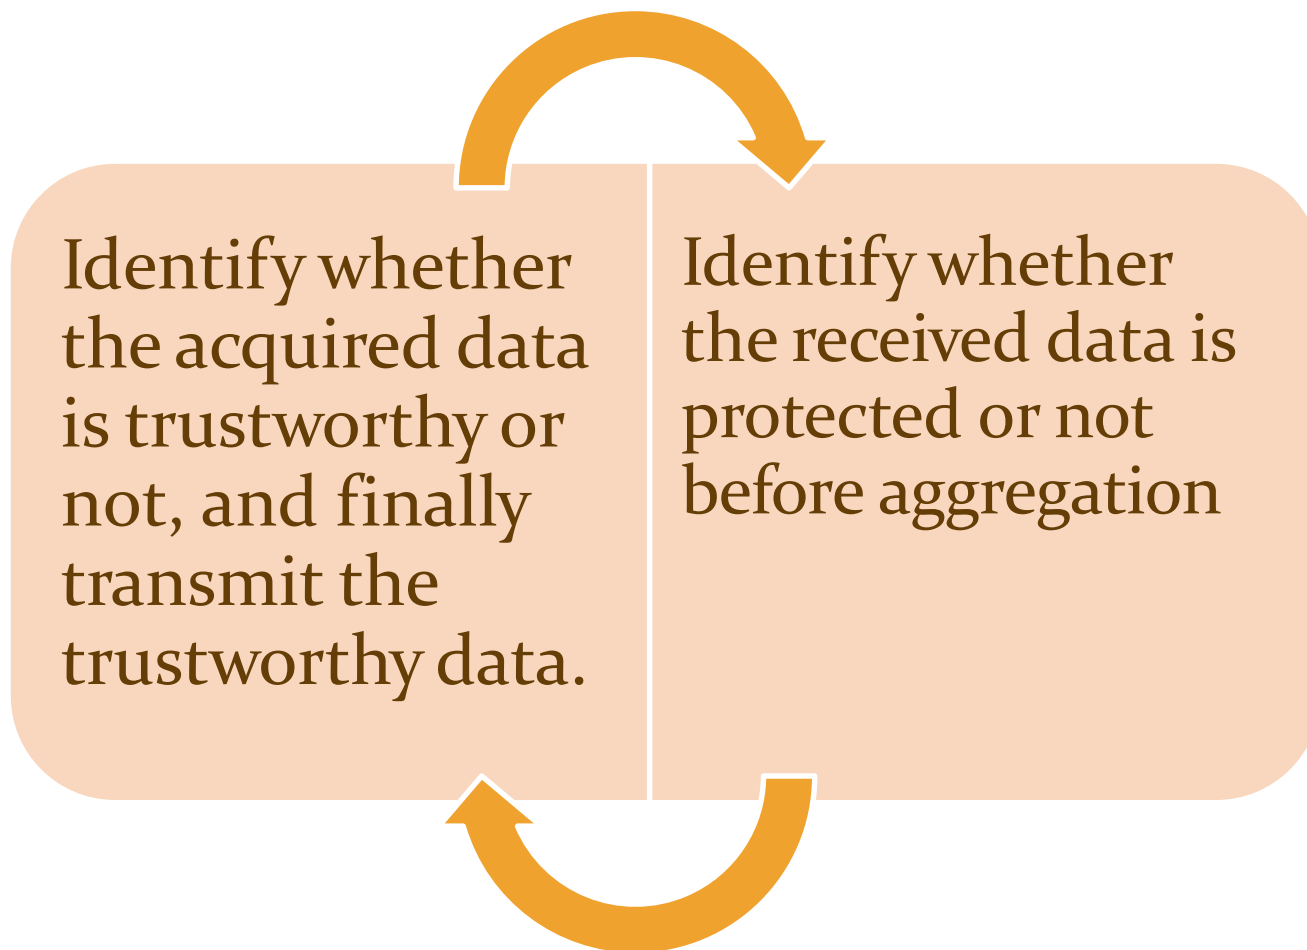 Identify whether
the acquired data
is trustworthy or
not, and finally
transmit the
trustworthy data.
Identify whether
the received data is
protected or not
before aggregation